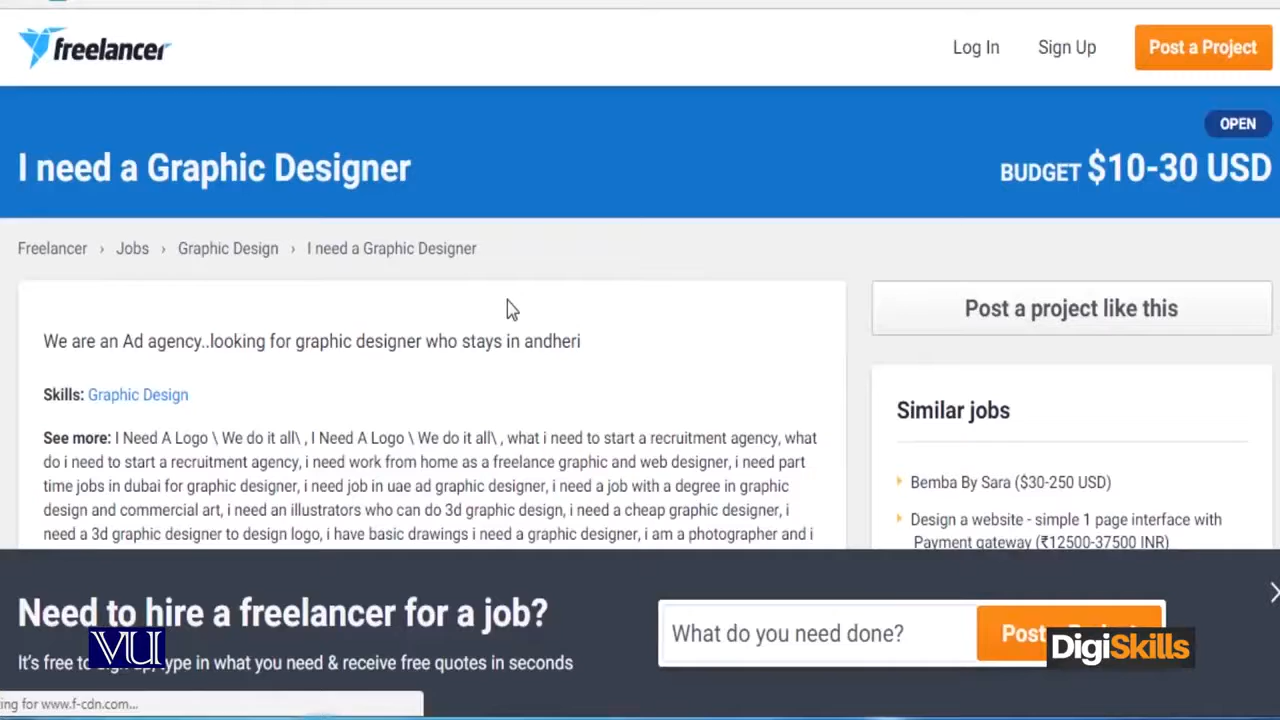 freelancer
Log In
Sign Up
Post a Project
OPEN
I need a Graphic Designer
BUDGET $10-30 USD
Freelancer › Jobs › Graphic Design › I need a Graphic Designer
We are an Ad agency..looking for graphic designer who stays in andheri
Post a project like this
Skills: Graphic Design
See more: I Need A Logo \ We do it all\ , I Need A Logo \ We do it all\ , what i need to start a recruitment agency, what
do i need to start a recruitment agency, i need work from home as a freelance graphic and web designer, i need part
time jobs in dubai for graphic designer, i need job in uae ad graphic designer, i need a job with a degree in graphic
design and commercial art, i need an illustrators who can do 3d graphic design, i need a cheap graphic designer, i
need a 3d graphic designer to design logo, i have basic drawings i need a graphic designer, i am a photographer and i
Similar jobs
Bemba By Sara ($30-250 USD)
Design a website - simple 1 page interface with
Payment gateway (₹12500-37500 INR)
Need to hire a freelancer for a job?
It's free to type in what you need & receive free quotes in seconds
What do you need done?
Post
VU
DigiSkills
ing for www.f-cdn.com...